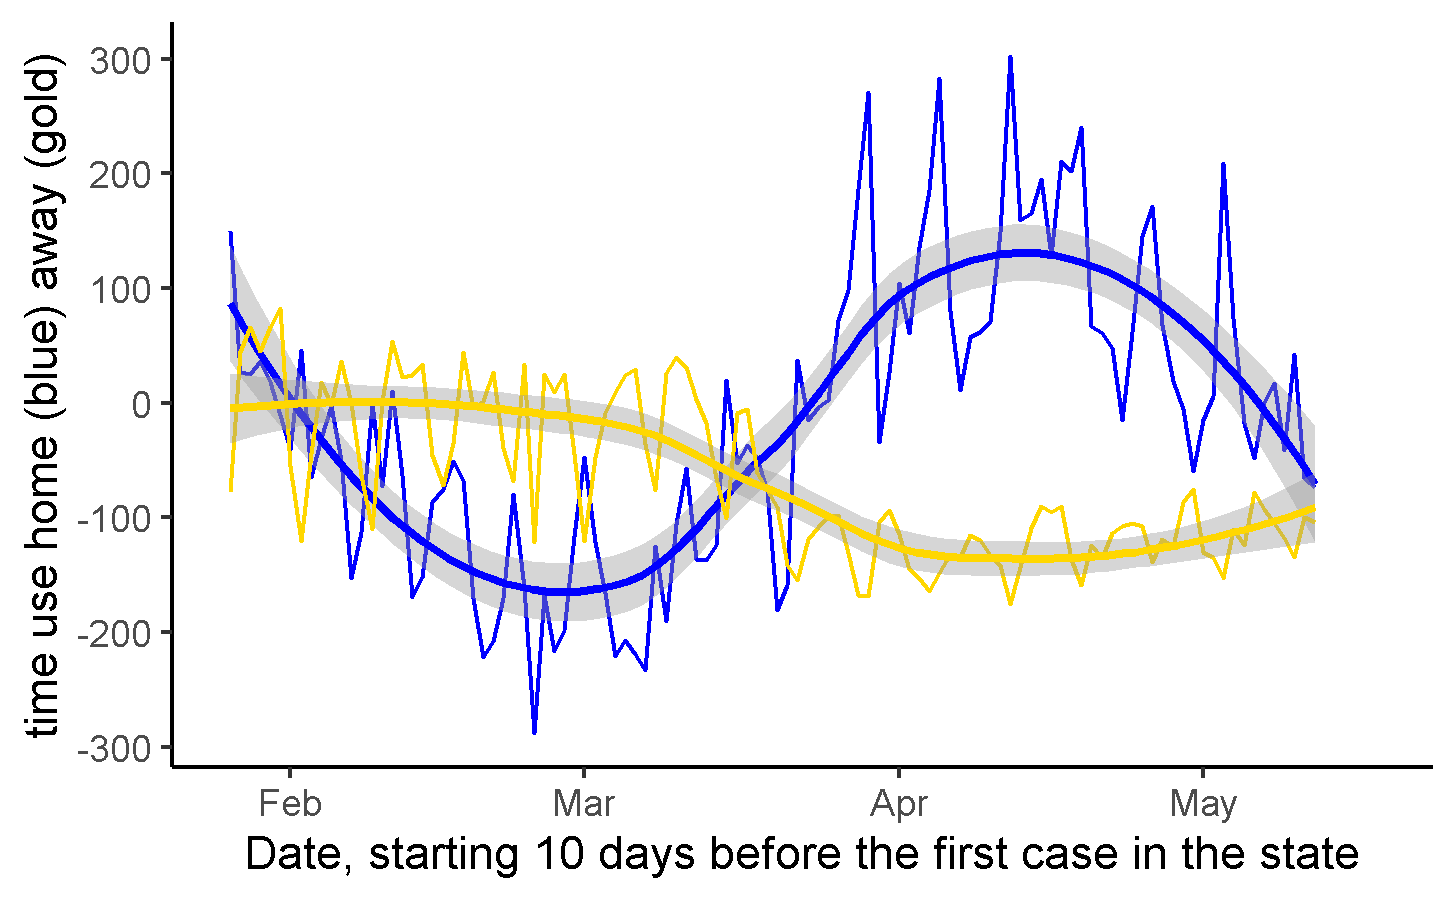 time use home (blue) away (gold)
300
200
100
0
-100
-200
-300
Feb Mar Apr May
Date, starting 10 days before the first case in the state